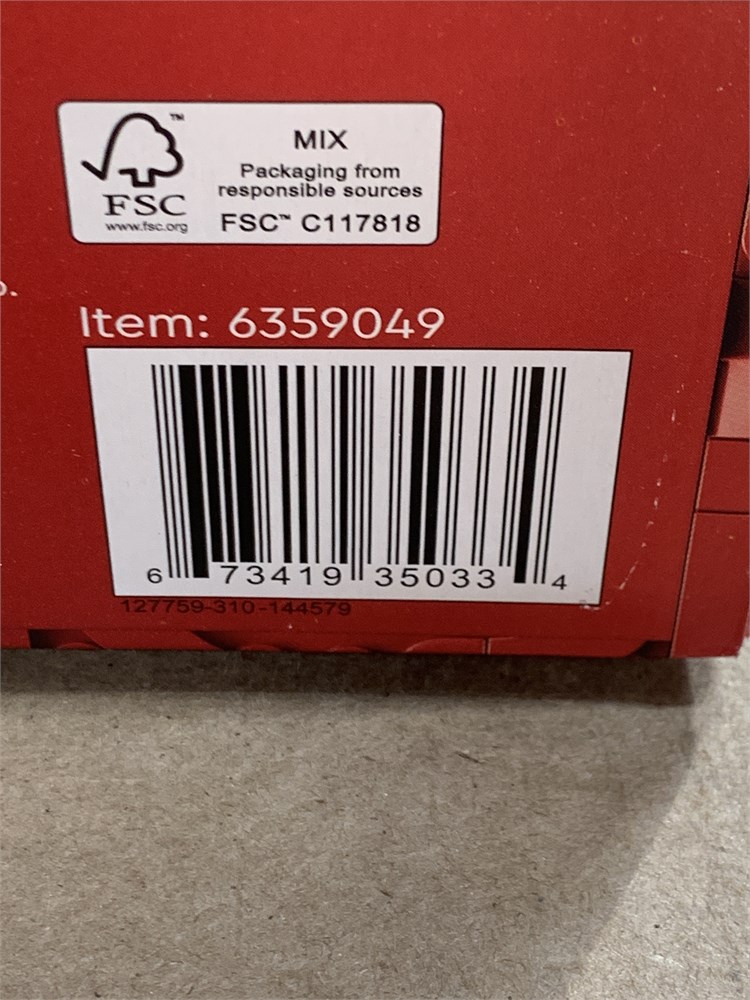 ™
MIX
Packaging from
responsible sources
FSC
www.fsc.org
FSC™ C117818
Item: 6359049
6 73419 35033 4
127759-310-144579